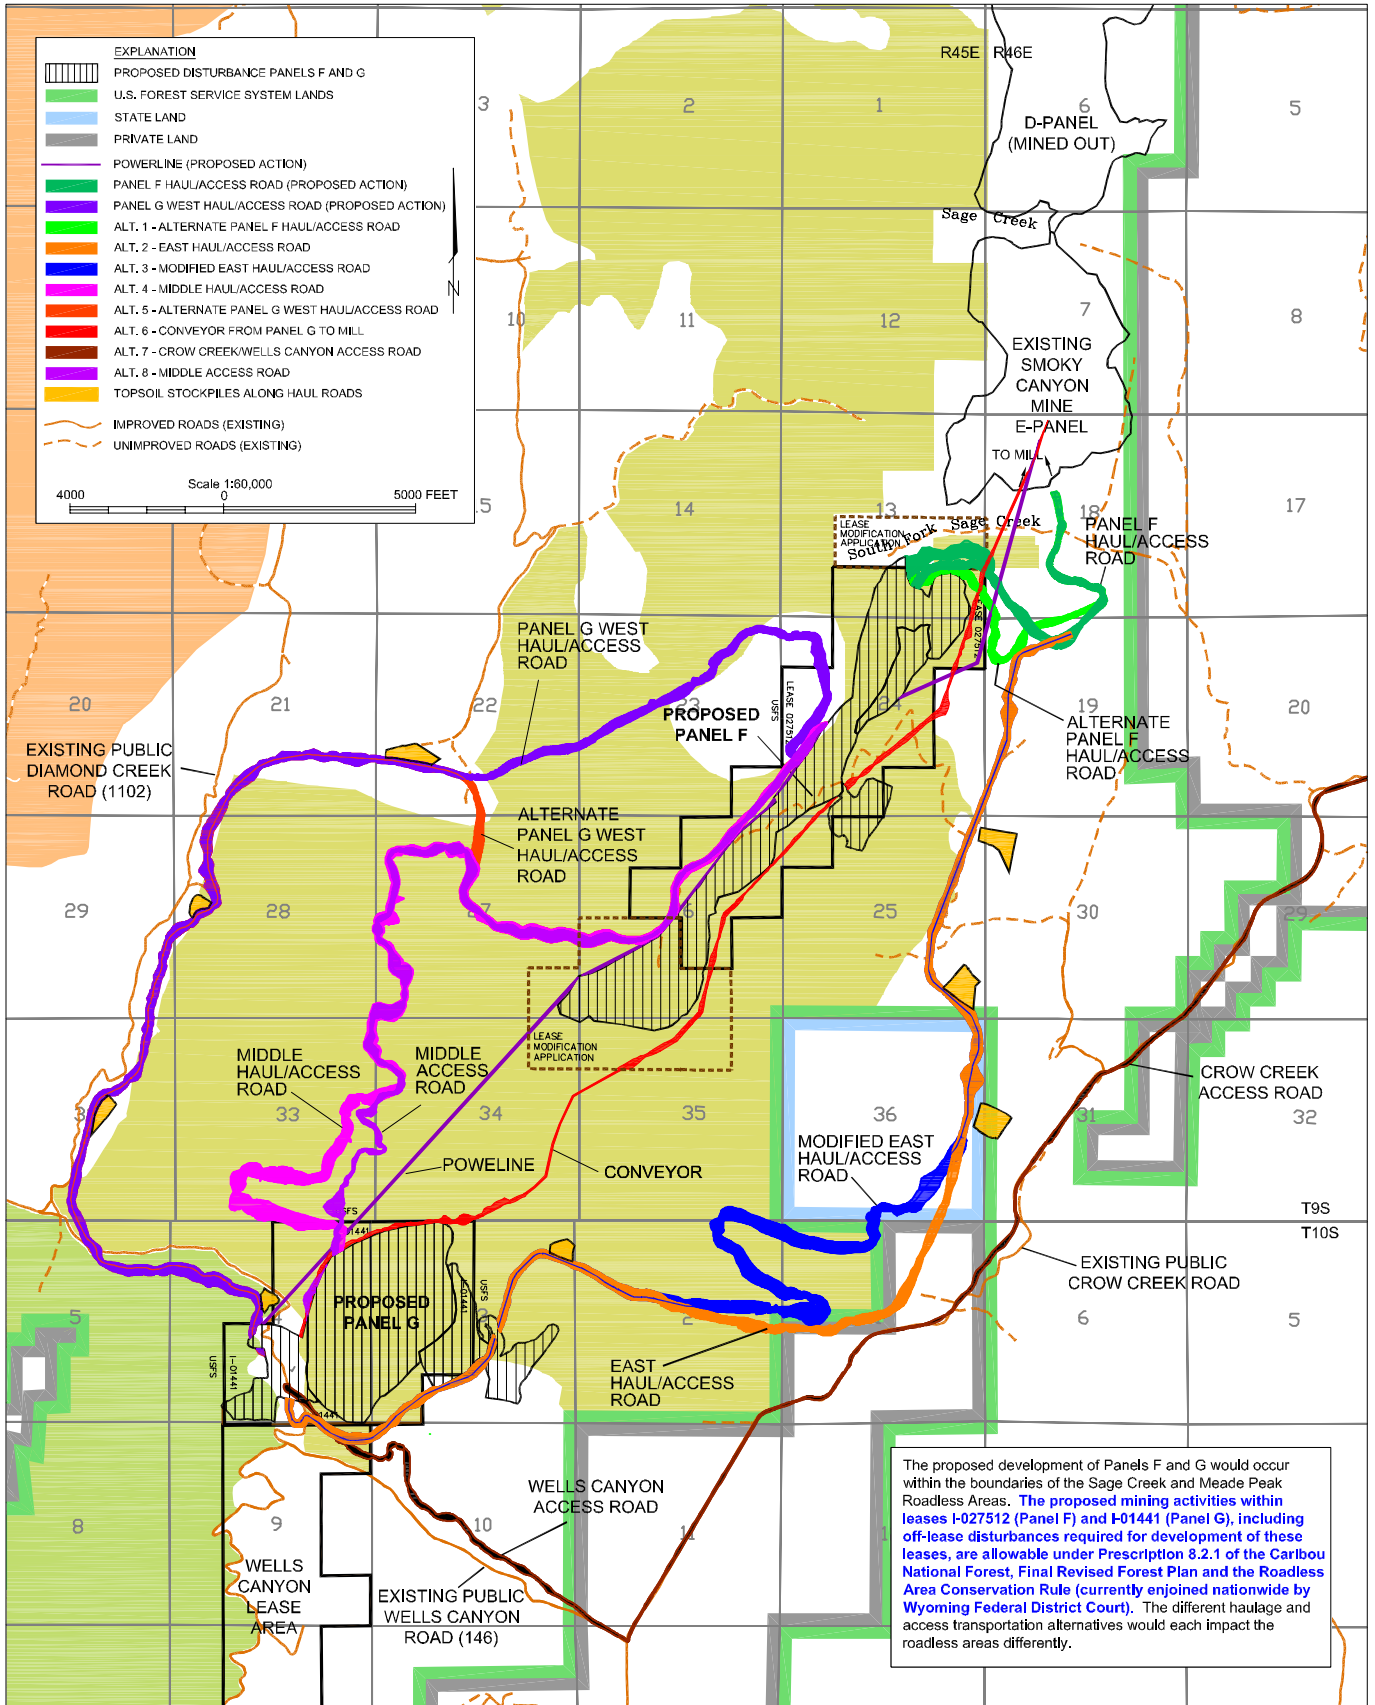 EXPLANATION
PROPOSED DISTURBANCE PANELS F AND G
U.S. FOREST SERVICE SYSTEM LANDS
STATE LAND
PRIVATE LAND
POWERLINE (PROPOSED ACTION)
PANEL F HAUL/ACCESS ROAD (PROPOSED ACTION)
PANEL G WEST HAUL/ACCESS ROAD (PROPOSED ACTION)
ALT. 1 - ALTERNATE PANEL F HAUL/ACCESS ROAD
ALT. 2 - EAST HAUL/ACCESS ROAD
ALT. 3 - MODIFIED EAST HAUL/ACCESS ROAD
ALT. 4 - MIDDLE HAUL/ACCESS ROAD
ALT. 5 - ALTERNATE PANEL G WEST HAUL/ACCESS ROAD
ALT. 6 - CONVEYOR FROM PANEL G TO MILL
ALT. 7 - CROW CREEK/WELLS CANYON ACCESS ROAD
ALT. 8 - MIDDLE ACCESS ROAD
TOPSOIL STOCKPILES ALONG HAUL ROADS
IMPROVED ROADS (EXISTING)
UNIMPROVED ROADS (EXISTING)
N
Scale 1:60,000
4000 0 5000 FEET
R45E R46E
3 2 1 6 5
D-PANEL
(MINED OUT)
Sage Creek
10 11 12 7 8
EXISTING
SMOKY
CANYON
MINE
E-PANEL
TO MILL
14 13 18 17
LEASE
MODIFICATION
APPLICATION
South Fork Sage Creek
PANEL F
HAUL/ACCESS
ROAD
LEASE 027512
PANEL G WEST
HAUL/ACCESS
ROAD
20 21 22 23 24 19 20
LEASE 027512
USFS
PROPOSED
PANEL F
ALTERNATE
PANEL F
HAUL/ACCESS
ROAD
EXISTING PUBLIC
DIAMOND CREEK
ROAD (1102)
ALTERNATE
PANEL G WEST
HAUL/ACCESS
ROAD
29 28 27 25 30 29
LEASE
MODIFICATION
APPLICATION
MIDDLE
HAUL/ACCESS
ROAD
MIDDLE
ACCESS
ROAD
CROW CREEK
ACCESS ROAD
33 34 35 36 31 32
MODIFIED EAST
HAUL/ACCESS
ROAD
POWELINE
CONVEYOR
T9S
T10S
EXISTING PUBLIC
CROW CREEK ROAD
PROPOSED
PANEL G
I-01441
USFS
I-01441
USFS
5 4 3 2 6 5
EAST
HAUL/ACCESS
ROAD
WELLS CANYON
ACCESS ROAD
8 9 10 11
WELLS
CANYON
LEASE
AREA
EXISTING PUBLIC
WELLS CANYON
ROAD (146)
The proposed development of Panels F and G would occur
within the boundaries of the Sage Creek and Meade Peak
Roadless Areas. The proposed mining activities within
leases I-027512 (Panel F) and I-01441 (Panel G), including
off-lease disturbances required for development of these
leases, are allowable under Prescription 8.2.1 of the Caribou
National Forest, Final Revised Forest Plan and the Roadless
Area Conservation Rule (currently enjoined nationwide by
Wyoming Federal District Court). The different haulage and
access transportation alternatives would each impact the
roadless areas differently.